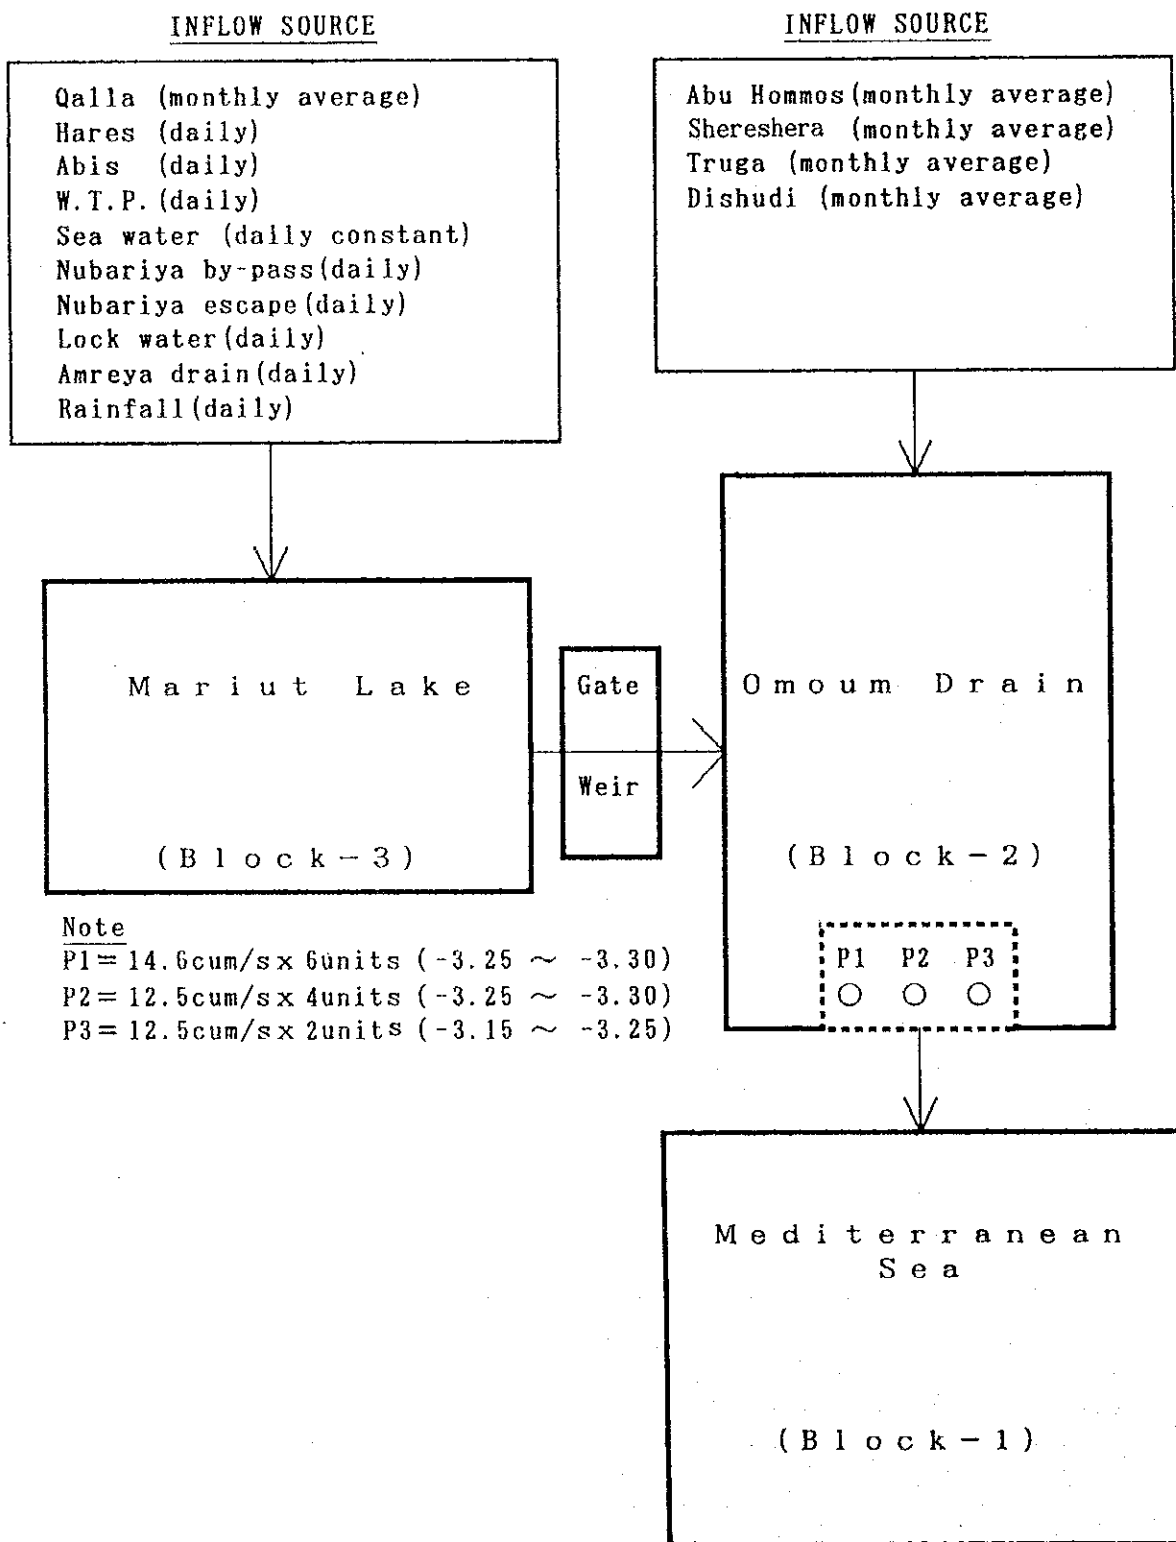 INFLOW SOURCE
Qalla (monthly average)
Hares (daily)
Abis (daily)
W.T.P. (daily)
Sea water (daily constant)
Nubariya by-pass (daily)
Nubariya escape (daily)
Lock water (daily)
Amreya drain (daily)
Rainfall (daily)
INFLOW SOURCE
Abu Hommos (monthly average)
Shereshera (monthly average)
Truga (monthly average)
Dishudi (monthly average)
Mariut Lake
(Block-3)
Gate
Weir
Omoum Drain
(Block-2)
P1 P2 P3
Note
P1= 14.6cum/s x 6units (-3.25 ~ -3.30)
P2= 12.5cum/s x 4units (-3.25 ~ -3.30)
P3= 12.5cum/s x 2units (-3.15 ~ -3.25)
Mediterranean
Sea
(Block-1)